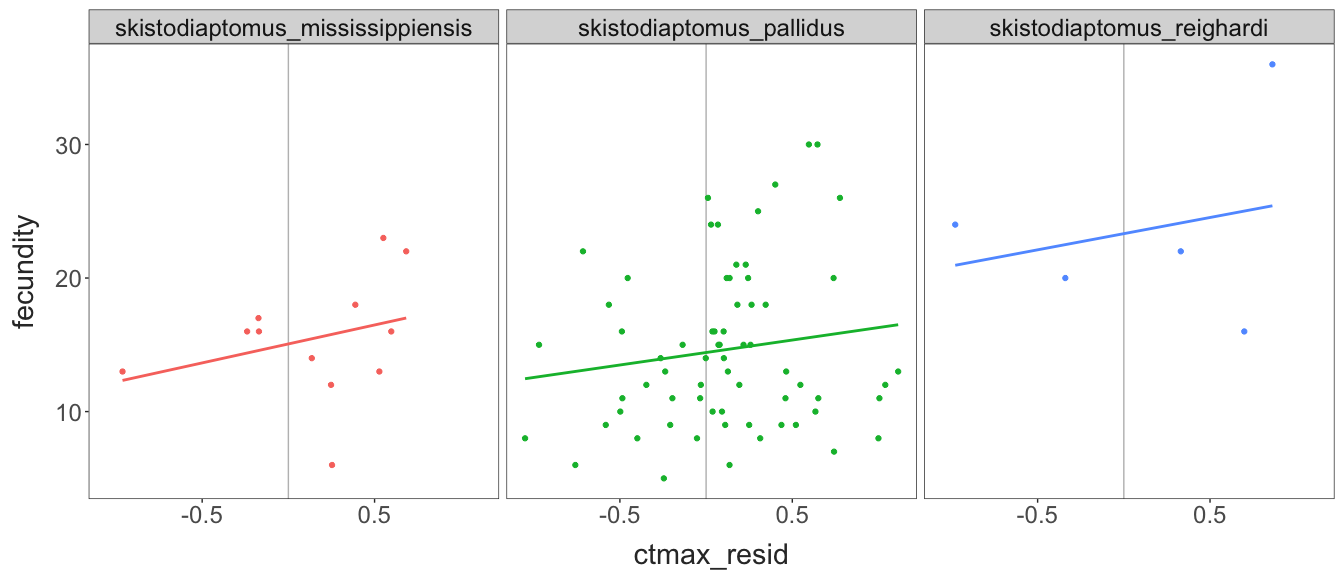 skistodiaptomus_mississippiensis
skistodiaptomus_pallidus
skistodiaptomus_reighardi
fecundity
30
20
10
-0.5 0.5
-0.5 0.5
-0.5 0.5
ctmax_resid